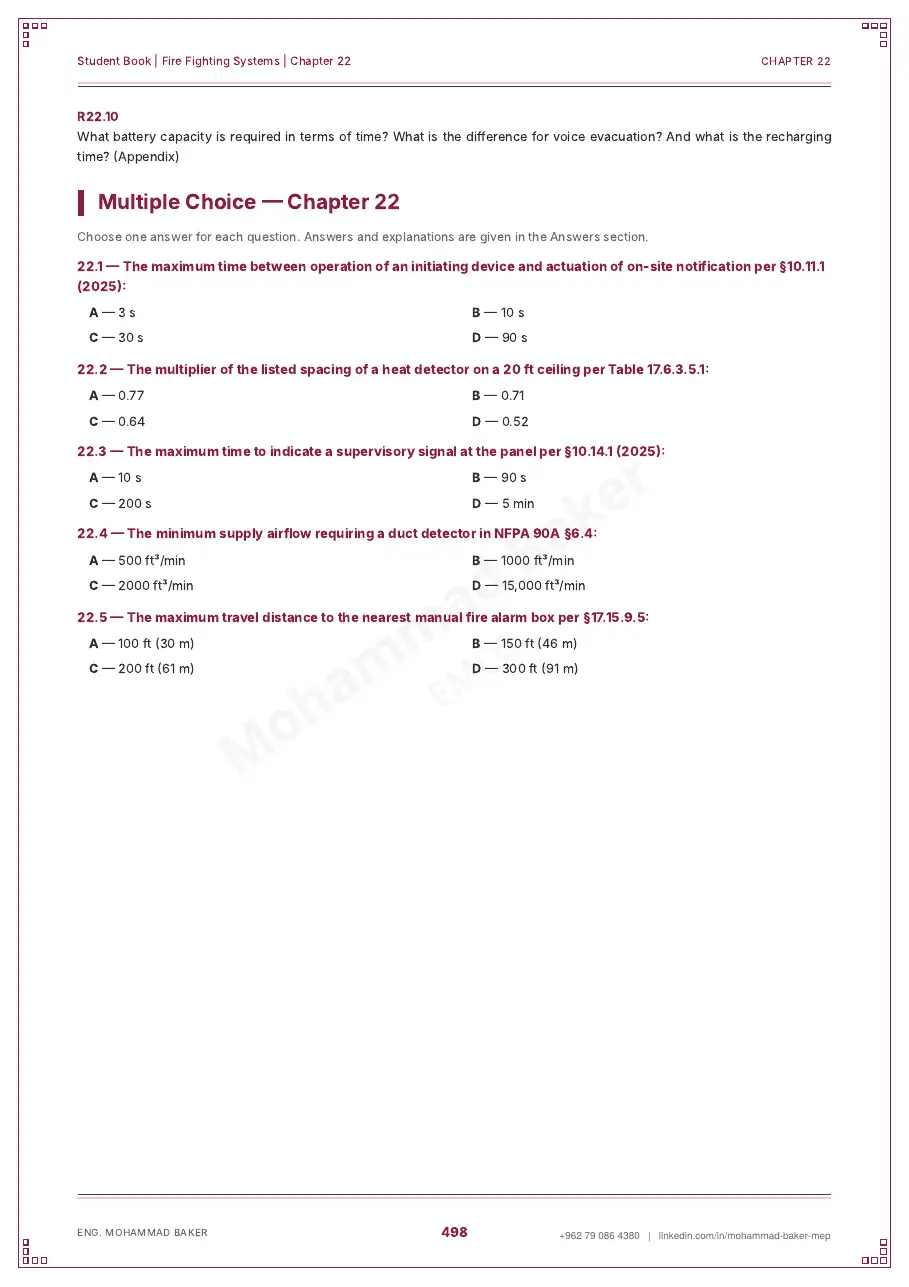 Student Book | Fire Fighting Systems | Chapter 22
CHAPTER 22
R22.10
What battery capacity is required in terms of time? What is the difference for voice evacuation? And what is the recharging
time? (Appendix)
Multiple Choice — Chapter 22
Choose one answer for each question. Answers and explanations are given in the Answers section.
22.1 — The maximum time between operation of an initiating device and actuation of on-site notification per §10.11.1
(2025):
A — 3 s
B — 10 s
C — 30 s
D — 90 s
22.2 — The multiplier of the listed spacing of a heat detector on a 20 ft ceiling per Table 17.6.3.5.1:
A — 0.77
B — 0.71
C — 0.64
D — 0.52
22.3 — The maximum time to indicate a supervisory signal at the panel per §10.14.1 (2025):
A — 10 s
B — 90 s
C — 200 s
D — 5 min
22.4 — The minimum supply airflow requiring a duct detector in NFPA 90A §6.4:
A — 500 ft³/min
B — 1000 ft³/min
C — 2000 ft³/min
D — 15,000 ft³/min
22.5 — The maximum travel distance to the nearest manual fire alarm box per §17.15.9.5:
A — 100 ft (30 m)
B — 150 ft (46 m)
C — 200 ft (61 m)
D — 300 ft (91 m)
Mohammad Baker
ENG. MOHAMMAD BAKER
498
+962 79 086 4380 | linkedin.com/in/mohammad-baker-mep